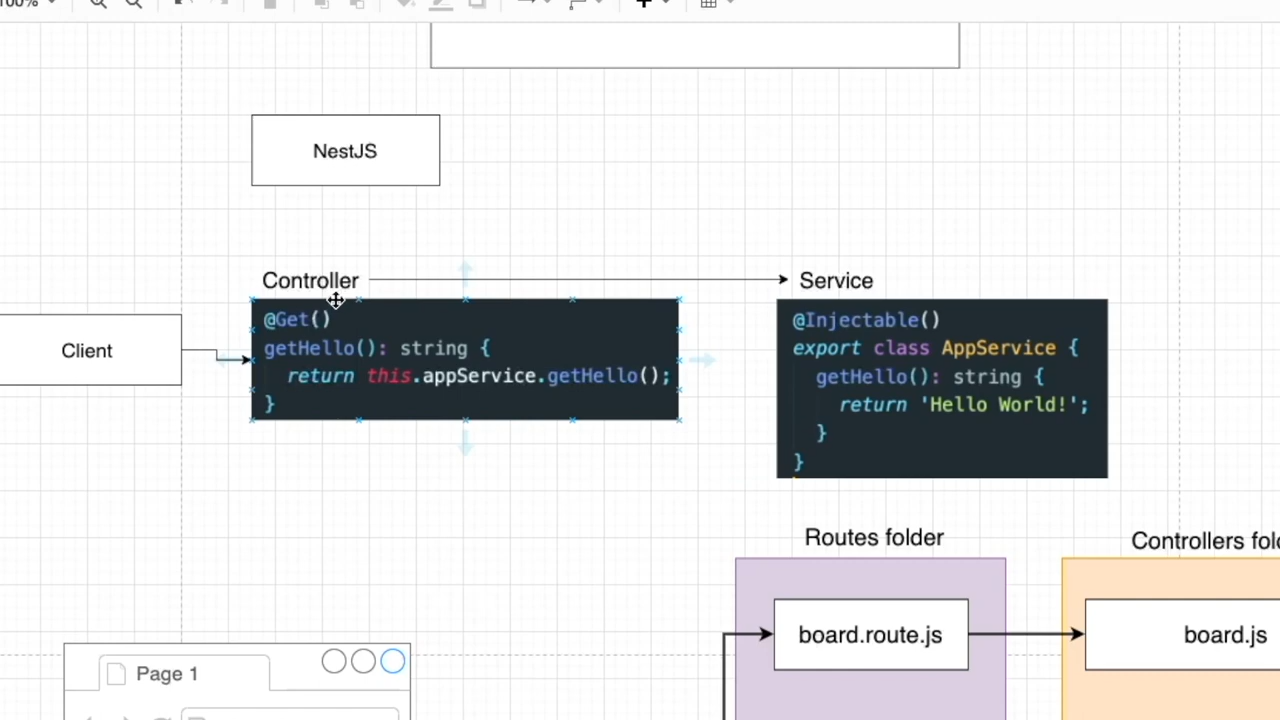 100%
NestJS
Controller
Service
@Get()
getHello(): string {
return this.appService.getHello();
}
@Injectable()
export class AppService {
getHello(): string {
return 'Hello World!';
}
}
Client
Routes folder
Controllers
board.route.js
board.js
Page 1